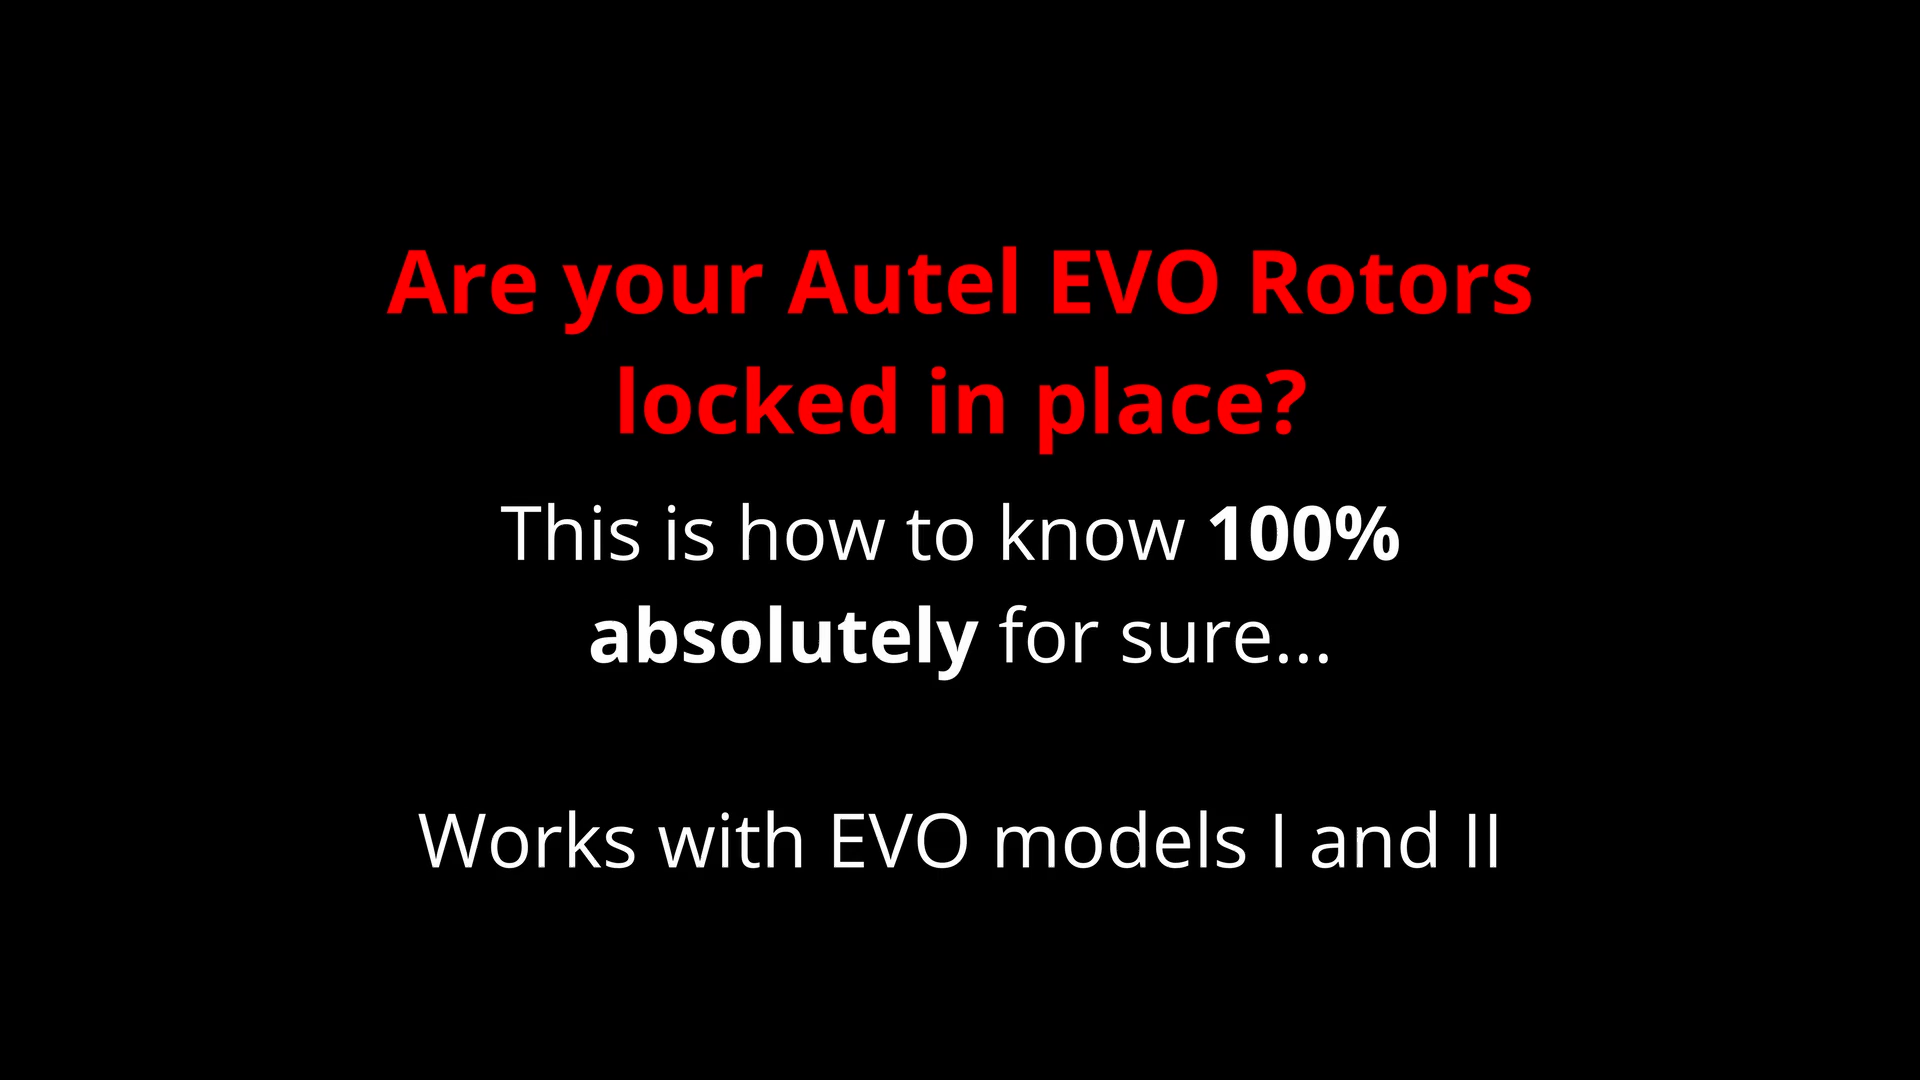 Are your Autel EVO Rotors
locked in place?
This is how to know 100%
absolutely for sure...
Works with EVO models I and II